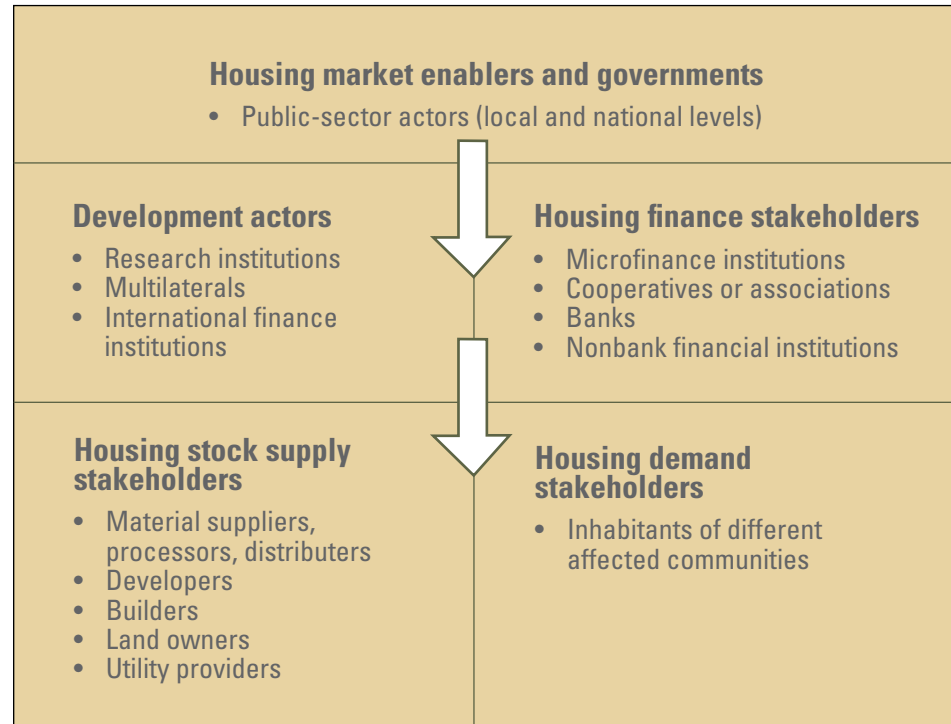 Housing market enablers and governments
• Public-sector actors (local and national levels)
Development actors
• Research institutions
• Multilaterals
• International finance
institutions
Housing finance stakeholders
• Microfinance institutions
• Cooperatives or associations
• Banks
• Nonbank financial institutions
Housing stock supply
stakeholders
• Material suppliers,
processors, distributers
• Developers
• Builders
• Land owners
• Utility providers
Housing demand
stakeholders
• Inhabitants of different
affected communities